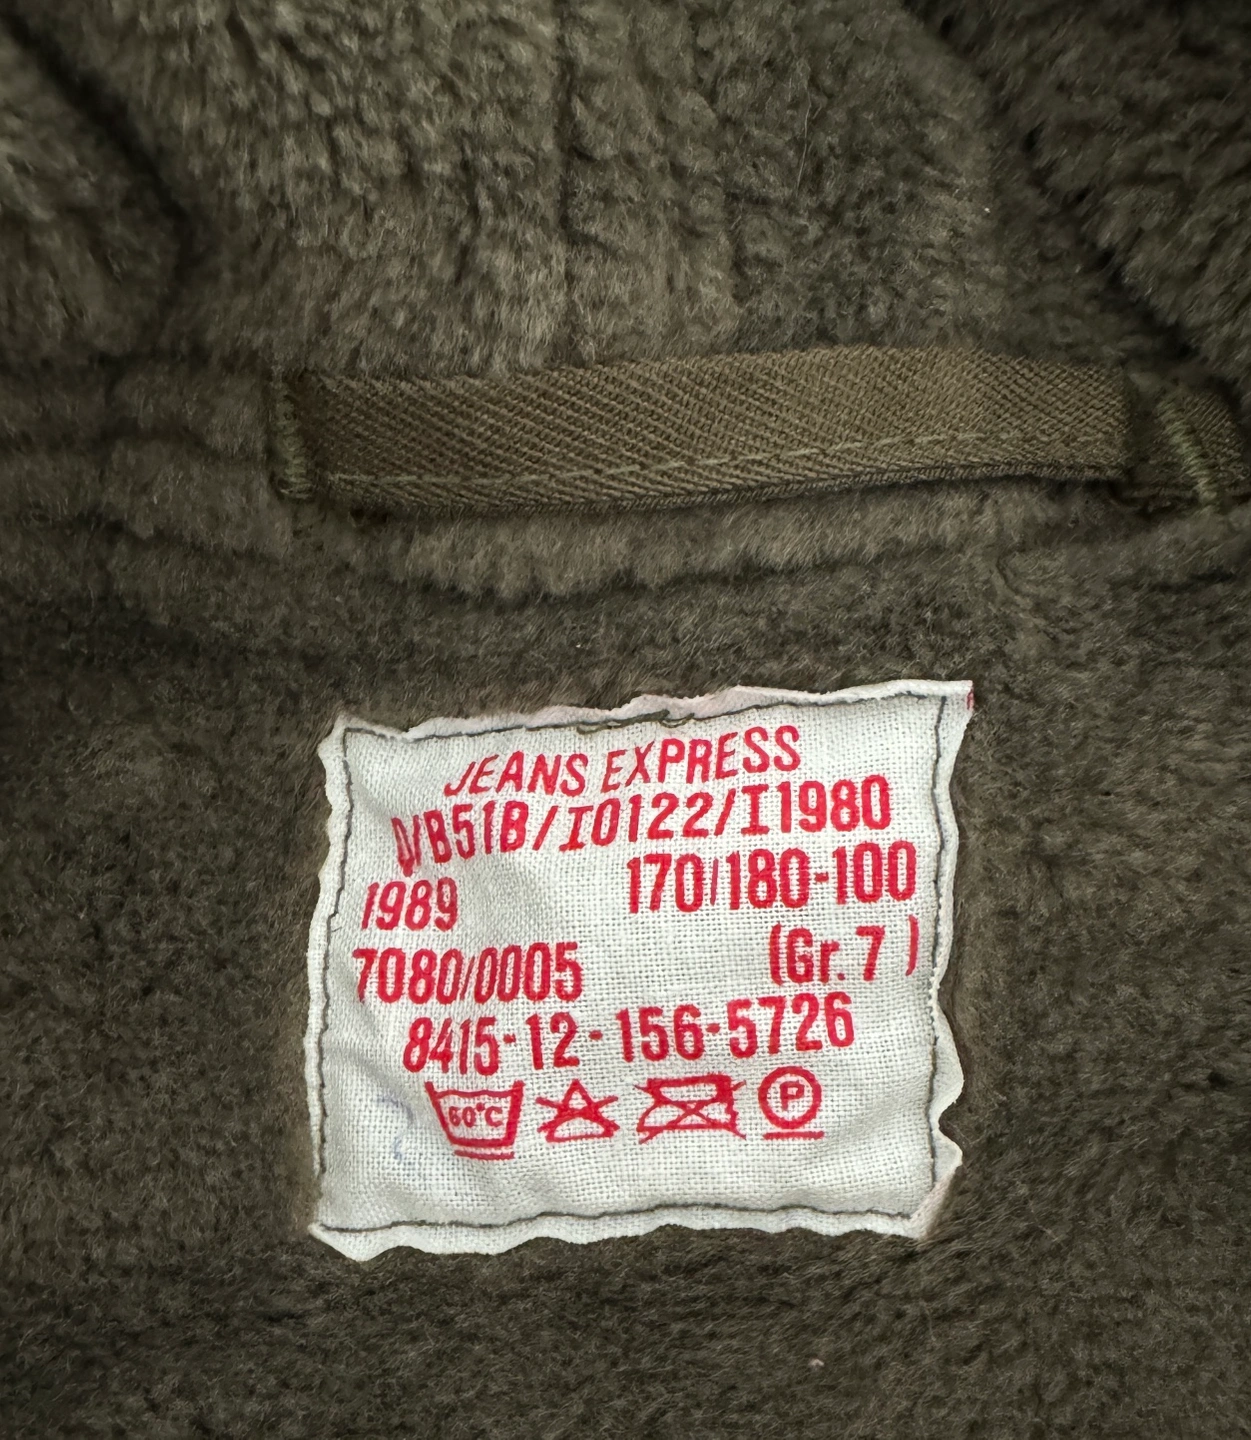 JEANS EXPRESS
D/B51B/I0122/I1980
1989 170/180-100
7080/0005 (Gr. 7 )
8415-12-156-5726
60°C P